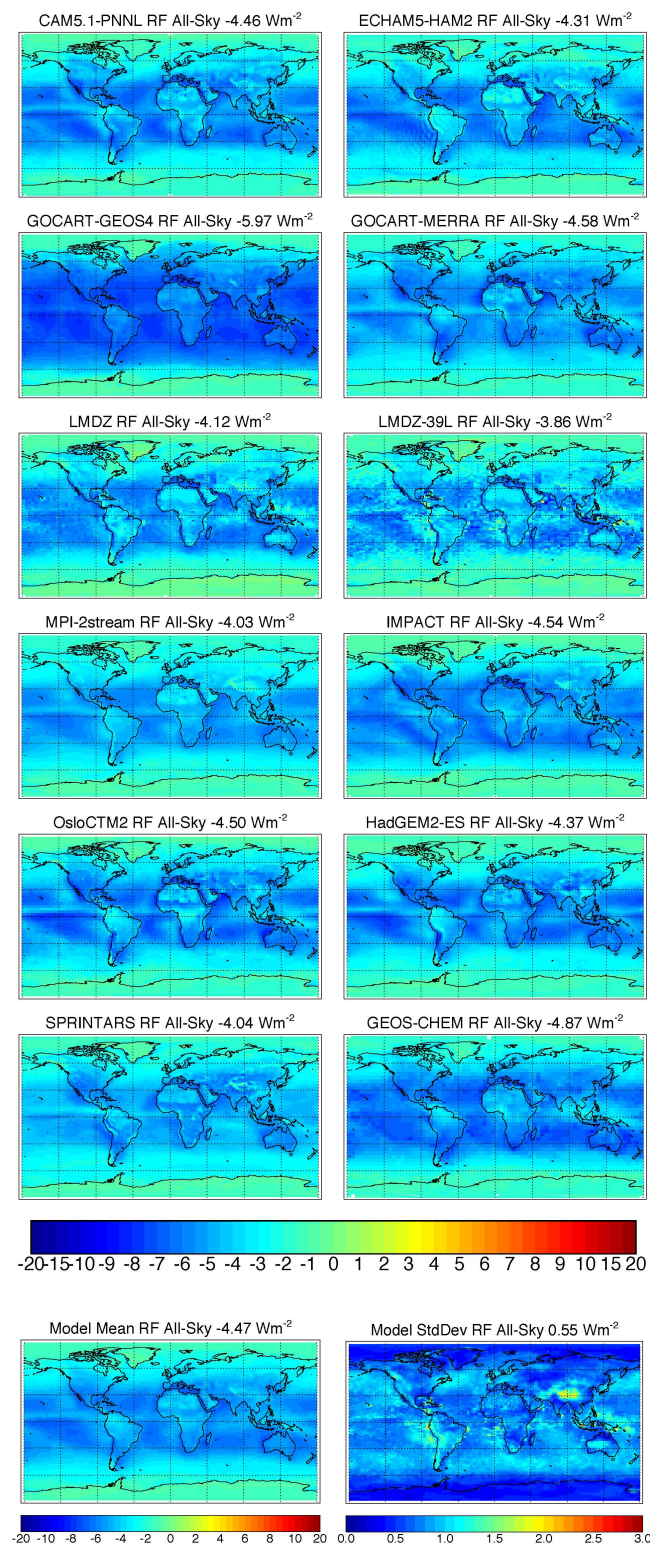 CAM5.1-PNNL RF All-Sky -4.46 Wm-2
ECHAM5-HAM2 RF All-Sky -4.31 Wm-2
GOCART-GEOS4 RF All-Sky -5.97 Wm-2
GOCART-MERRA RF All-Sky -4.58 Wm-2
LMDZ RF All-Sky -4.12 Wm-2
LMDZ-39L RF All-Sky -3.86 Wm-2
MPI-2stream RF All-Sky -4.03 Wm-2
IMPACT RF All-Sky -4.54 Wm-2
OsloCTM2 RF All-Sky -4.50 Wm-2
HadGEM2-ES RF All-Sky -4.37 Wm-2
SPRINTARS RF All-Sky -4.04 Wm-2
GEOS-CHEM RF All-Sky -4.87 Wm-2
-20 -15 -10 -9 -8 -7 -6 -5 -4 -3 -2 -1 0 1 2 3 4 5 6 7 8 9 10 15 20
Model Mean RF All-Sky -4.47 Wm-2
Model StdDev RF All-Sky 0.55 Wm-2
-20 -10 -8 -6 -4 -2 0 2 4 6 8 10 20
0.0 0.5 1.0 1.5 2.0 2.5 3.0